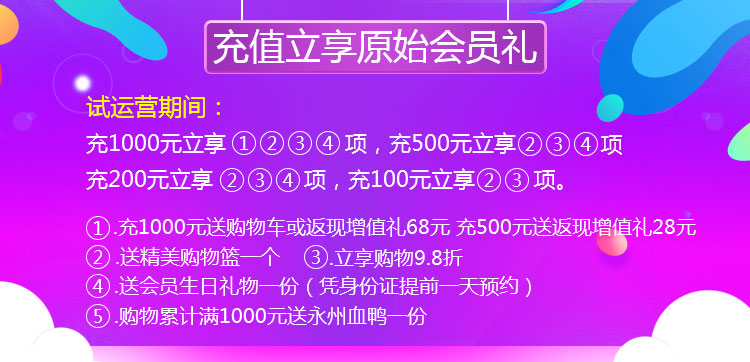 充值立享原始会员礼
试运营期间：
充1000元立享①②③④项，充500元立享②③④项
充200元立享②③④项，充100元立享②③项。
①.充1000元送购物车或返现增值礼68元 充500元送返现增值礼28元
②.送精美购物篮一个 ③.立享购物9.8折
④.送会员生日礼物一份（凭身份证提前一天预约）
⑤.购物累计满1000元送永州血鸭一份